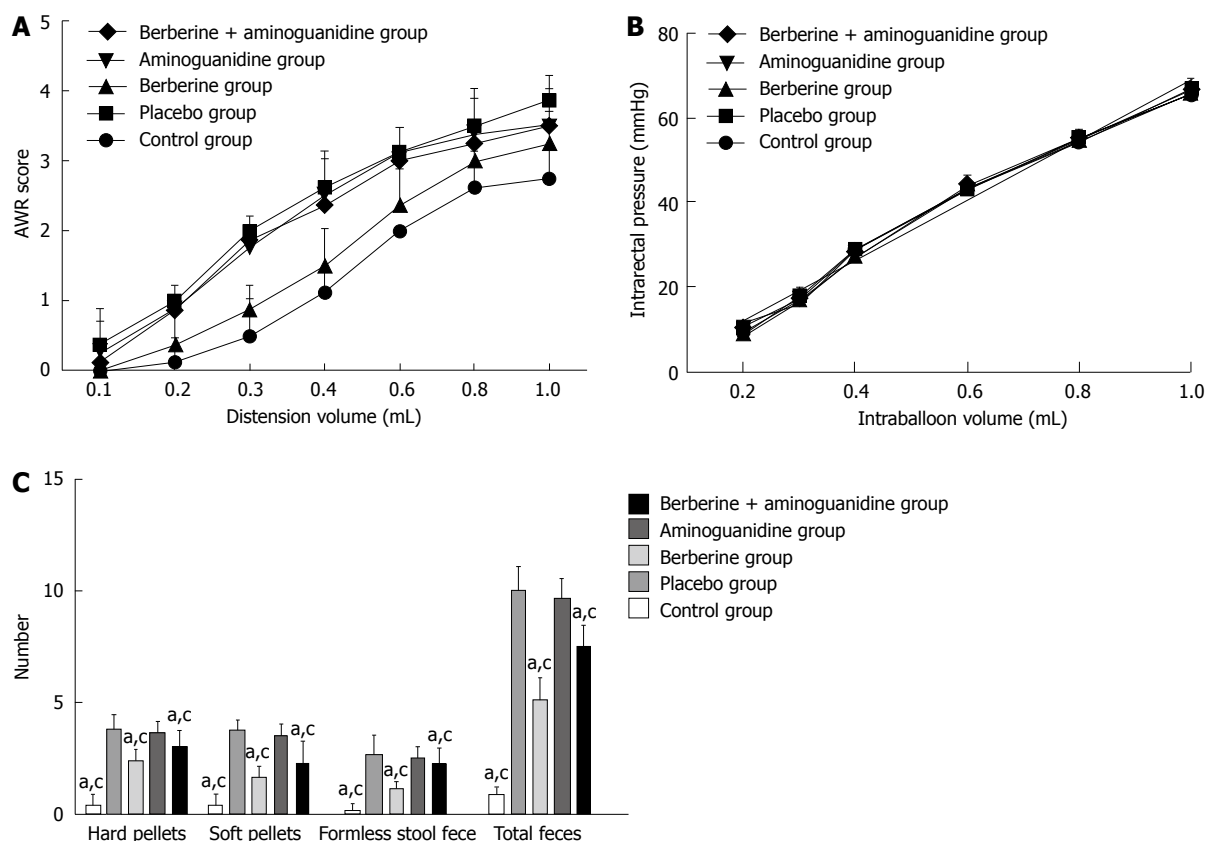 A
5
4
3
2
1
0
AWR score
Berberine + aminoguanidine group
Aminoguanidine group
Berberine group
Placebo group
Control group
0.1 0.2 0.3 0.4 0.6 0.8 1.0
Distension volume (mL)
B
80
60
40
20
0
Intrarectal pressure (mmHg)
Berberine + aminoguanidine group
Aminoguanidine group
Berberine group
Placebo group
Control group
0.2 0.4 0.6 0.8 1.0
Intraballoon volume (mL)
C
15
10
5
0
Number
a,c a,c a,c
a,c a,c a,c
a,c a,c a,c
a,c a,c a,c
Hard pellets Soft pellets Formless stool fece Total feces
Berberine + aminoguanidine group
Aminoguanidine group
Berberine group
Placebo group
Control group